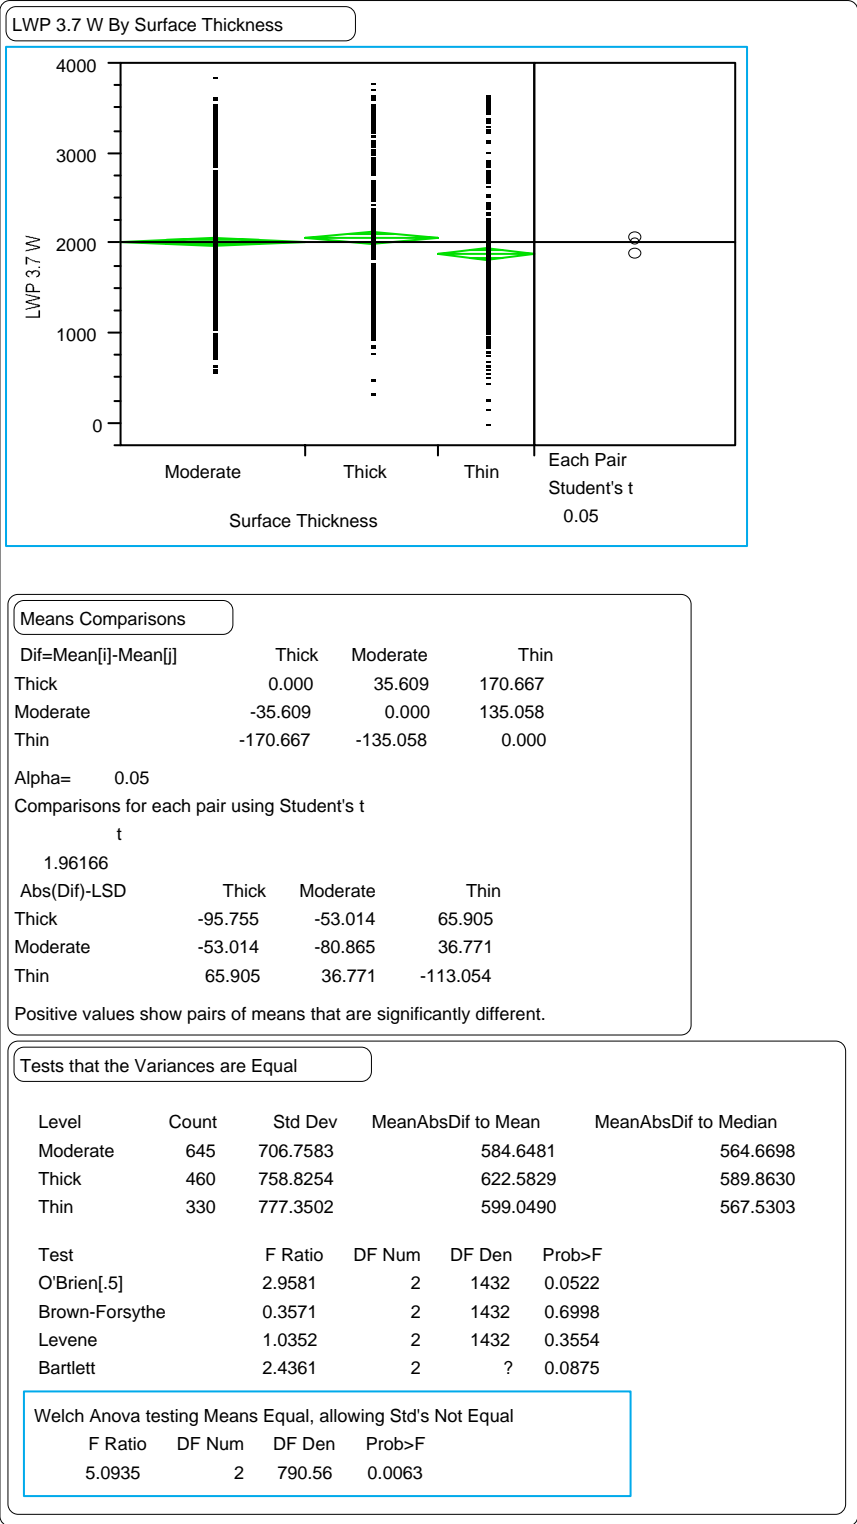 LWP 3.7 W By Surface Thickness
4000
3000
2000
1000
0
LWP 3.7 W
Moderate Thick Thin
Each Pair
Student's t
0.05
Surface Thickness
Means Comparisons
Dif=Mean[i]-Mean[j] Thick Moderate Thin
Thick 0.000 35.609 170.667
Moderate -35.609 0.000 135.058
Thin -170.667 -135.058 0.000
Alpha= 0.05
Comparisons for each pair using Student's t
t
1.96166
Abs(Dif)-LSD Thick Moderate Thin
Thick -95.755 -53.014 65.905
Moderate -53.014 -80.865 36.771
Thin 65.905 36.771 -113.054
Positive values show pairs of means that are significantly different.
Tests that the Variances are Equal
Level Count Std Dev MeanAbsDif to Mean MeanAbsDif to Median
Moderate 645 706.7583 584.6481 564.6698
Thick 460 758.8254 622.5829 589.8630
Thin 330 777.3502 599.0490 567.5303
Test F Ratio DF Num DF Den Prob>F
O'Brien[.5] 2.9581 2 1432 0.0522
Brown-Forsythe 0.3571 2 1432 0.6998
Levene 1.0352 2 1432 0.3554
Bartlett 2.4361 2 ? 0.0875
Welch Anova testing Means Equal, allowing Std's Not Equal
F Ratio DF Num DF Den Prob>F
5.0935 2 790.56 0.0063